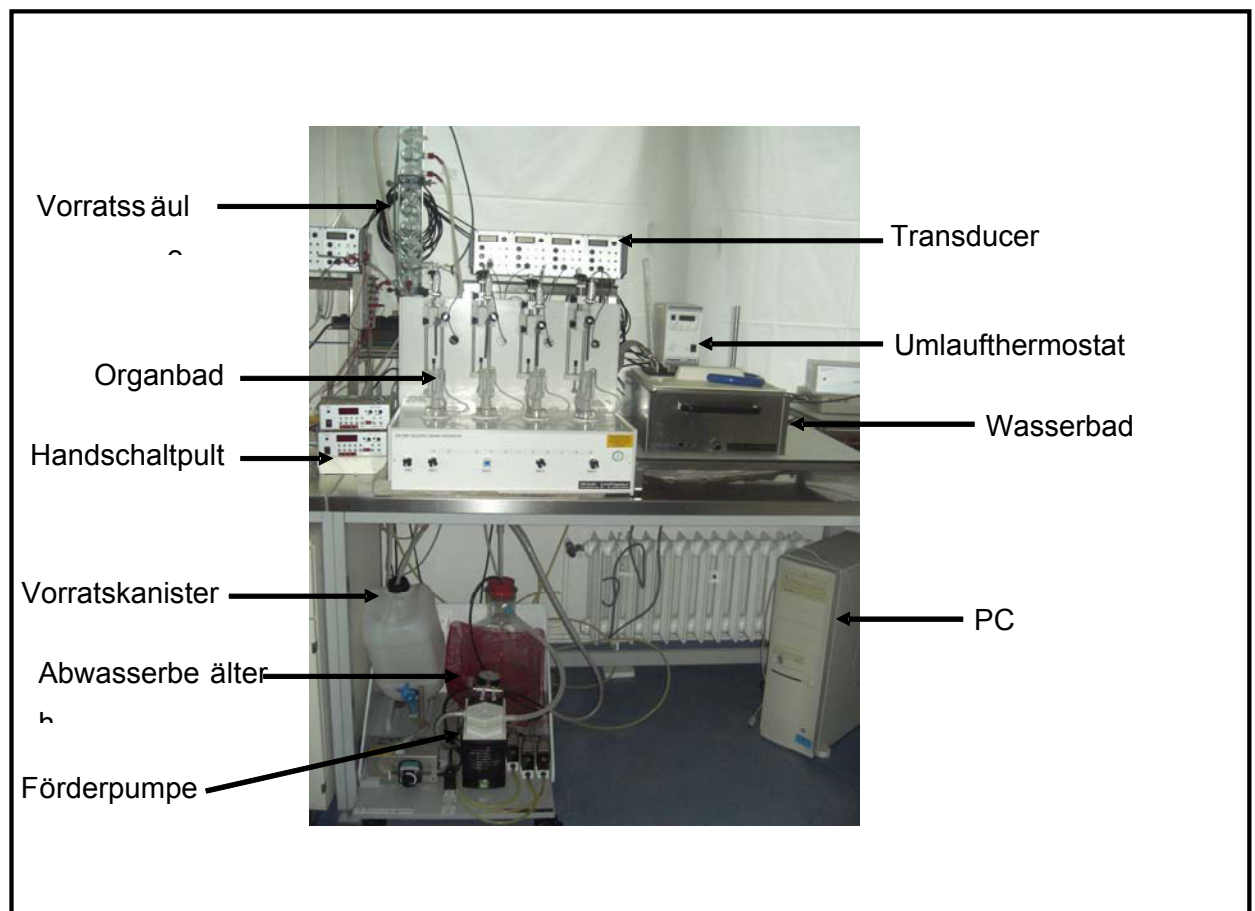 Vorratss äul
Transducer
Umlaufthermostat
Organbad
Wasserbad
Handschaltpult
Vorratskanister
PC
Abwasserbe älter
Förderpumpe